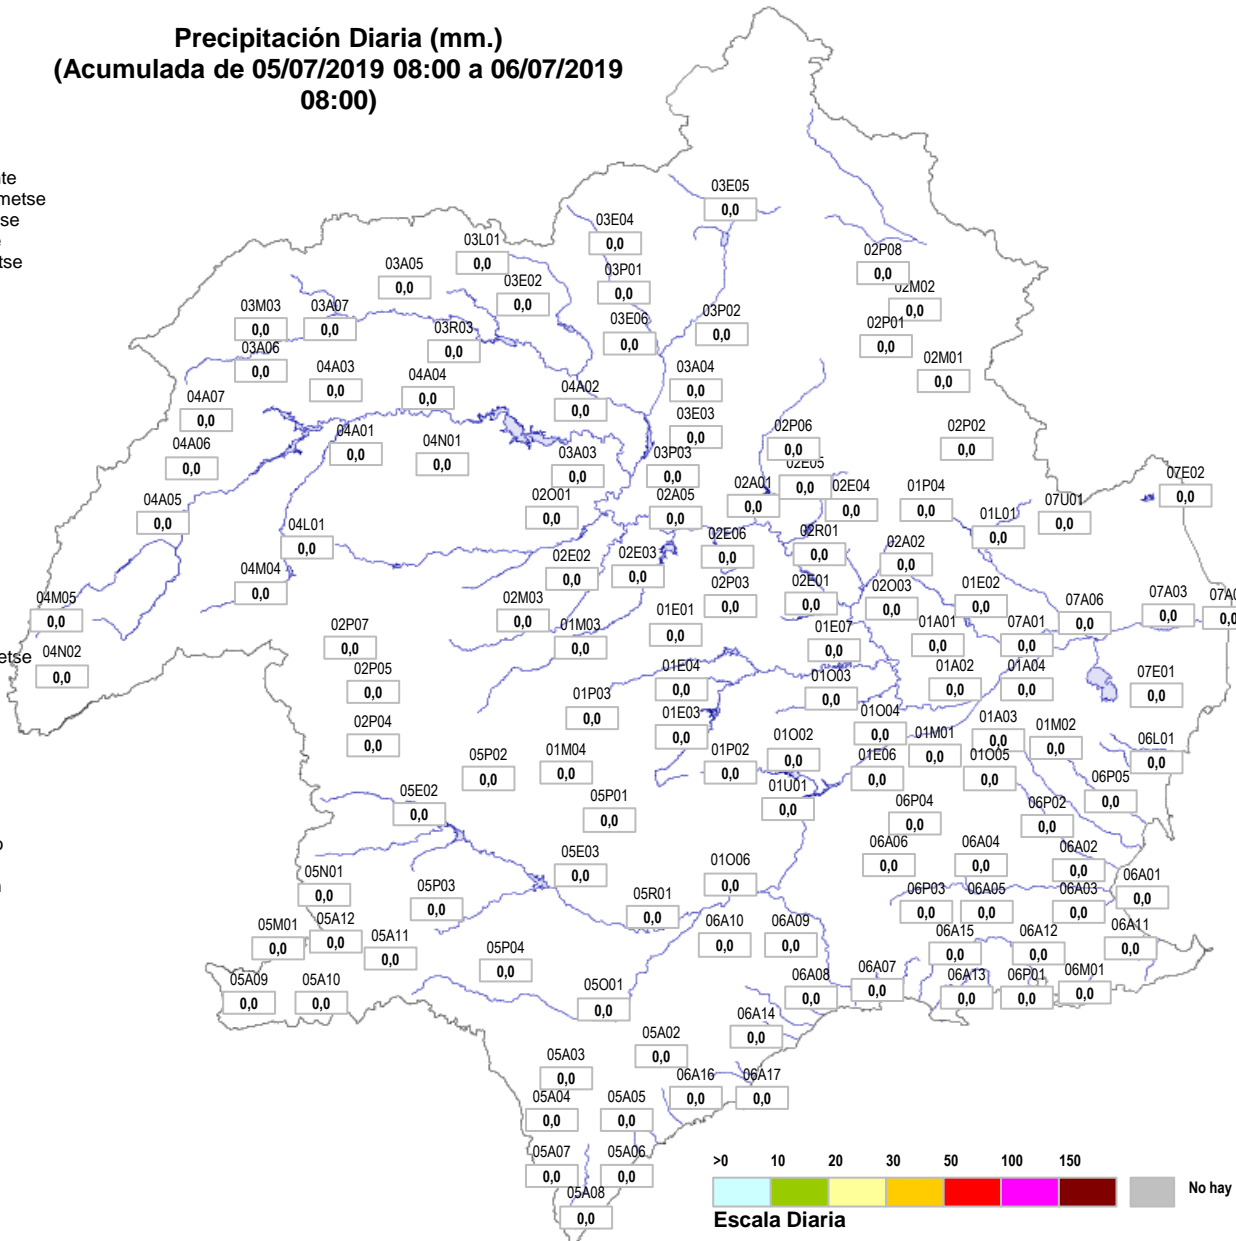 Precipitación Diaria (mm.)
(Acumulada de 05/07/2019 08:00 a 06/07/2019
08:00)
03E05
0,0
03E04
0,0
03L01
0,0
02P08
0,0
03A05
0,0
03P01
0,0
03E02
0,0
02M02
0,0
03M03
0,0
03A07
0,0
03R03
0,0
03E06
0,0
03P02
0,0
02P01
0,0
03A06
0,0
04A03
0,0
04A04
0,0
03A04
0,0
02M01
0,0
04A07
0,0
04A02
0,0
03E03
0,0
04A06
0,0
04A01
0,0
04N01
0,0
03A03
0,0
03P03
0,0
02P06
0,0
02P02
0,0
02E05
0,0
07E02
0,0
04A05
0,0
02O01
0,0
02A05
0,0
02A01
0,0
02E04
0,0
01P04
0,0
07U01
0,0
01L01
0,0
04L01
0,0
02E02
0,0
02E03
0,0
02E06
0,0
02R01
0,0
02A02
0,0
04M04
0,0
02P03
0,0
02E01
0,0
02O03
0,0
01E02
0,0
07A03
0,0
07A0
0,0
04M05
0,0
02M03
0,0
01E01
0,0
07A06
0,0
02P07
0,0
01M03
0,0
01E07
0,0
01A01
0,0
07A01
0,0
etse
04N02
0,0
02P05
0,0
01E04
0,0
01O03
0,0
01A02
0,0
01A04
0,0
07E01
0,0
01P03
0,0
02P04
0,0
01E03
0,0
01O04
0,0
01A03
0,0
01M02
0,0
01M01
0,0
06L01
0,0
05P02
0,0
01M04
0,0
01P02
0,0
01O02
0,0
01E06
0,0
01O05
0,0
05E02
0,0
05P01
0,0
01U01
0,0
06P04
0,0
06P02
0,0
06P05
0,0
05E03
0,0
01O06
0,0
06A06
0,0
06A04
0,0
06A02
0,0
05N01
0,0
05P03
0,0
05R01
0,0
06P03
0,0
06A05
0,0
06A03
0,0
06A01
0,0
05M01
0,0
05A12
0,0
05A11
0,0
05P04
0,0
06A10
0,0
06A09
0,0
06A15
0,0
06A12
0,0
06A11
0,0
05A09
0,0
05A10
0,0
05O01
0,0
06A08
0,0
06A07
0,0
06A13
0,0
06P01
0,0
06M01
0,0
05A02
0,0
06A14
0,0
05A03
0,0
06A16
0,0
06A17
0,0
05A04
0,0
05A05
0,0
05A07
0,0
05A06
0,0
05A08
0,0
>0 10 20 30 50 100 150
No hay
Escala Diaria